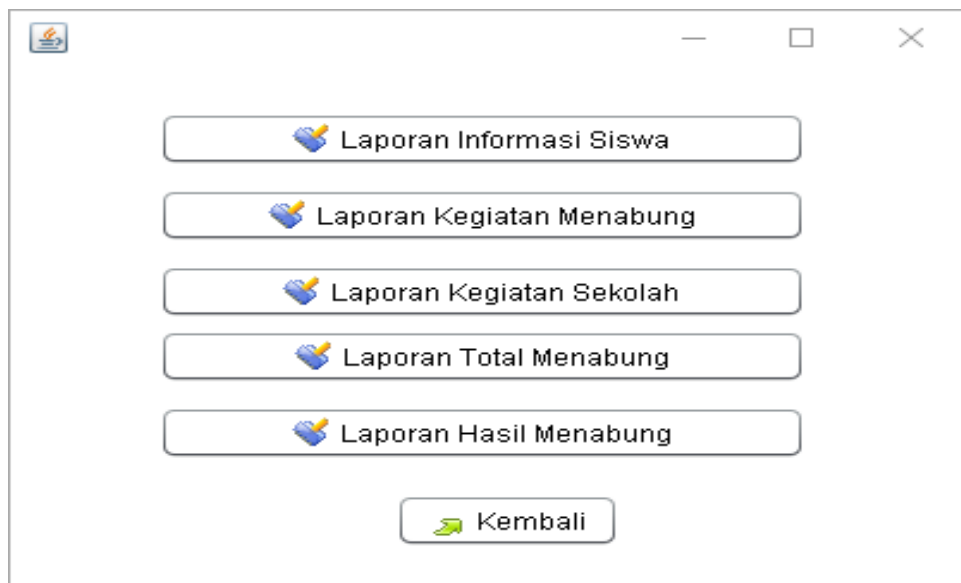 Laporan Informasi Siswa
Laporan Kegiatan Menabung
Laporan Kegiatan Sekolah
Laporan Total Menabung
Laporan Hasil Menabung
Kembali